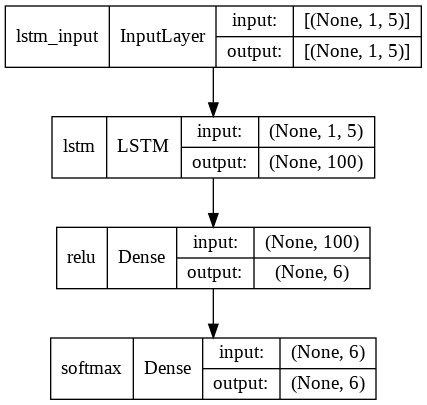 lstm_input InputLayer input: [(None, 1, 5)]
output: [(None, 1, 5)]
lstm LSTM input: (None, 1, 5)
output: (None, 100)
relu Dense input: (None, 100)
output: (None, 6)
softmax Dense input: (None, 6)
output: (None, 6)